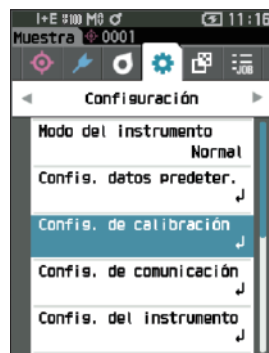 I+E 11:16
Muestra 0001
JOB
Configuración
Modo del instrumento
Normal
Config. datos predeter.
Config. de calibración
Config. de comunicación
Config. del instrumento